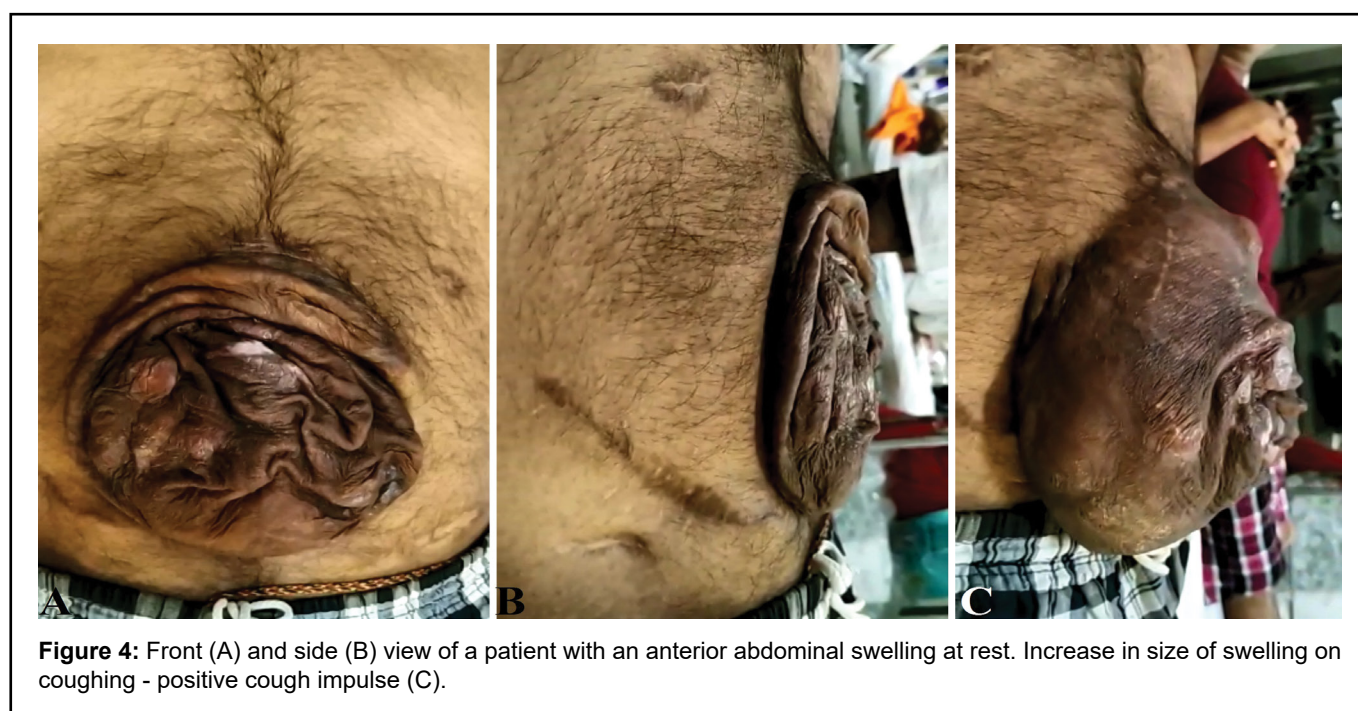 A
B
C
Figure 4: Front (A) and side (B) view of a patient with an anterior abdominal swelling at rest. Increase in size of swelling on
coughing - positive cough impulse (C).